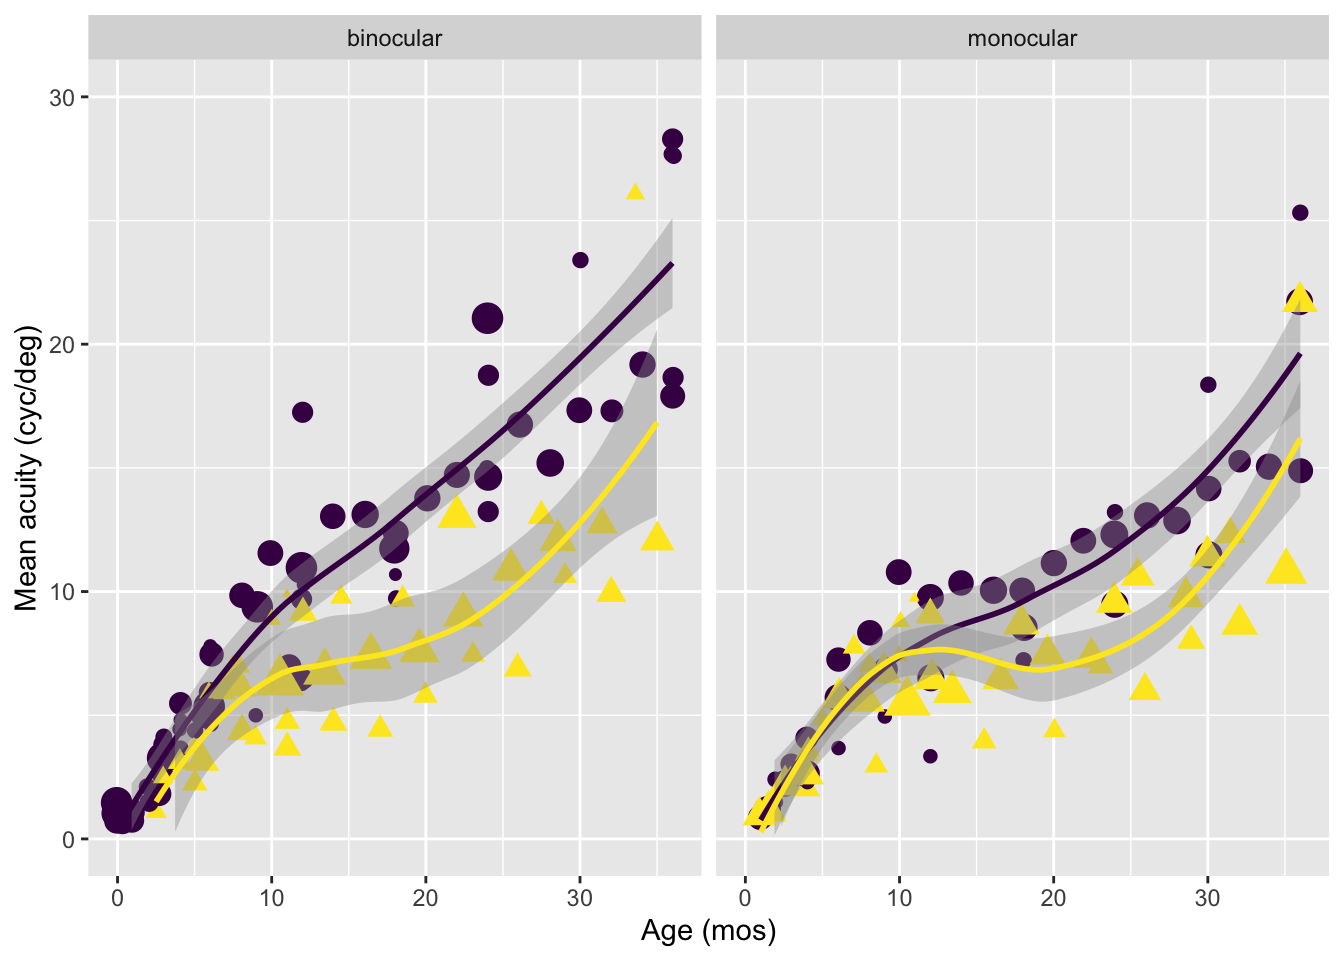 binocular monocular
30
20
10
0
0 10 20 30 0 10 20 30
Age (mos)
Mean acuity (cyc/deg)